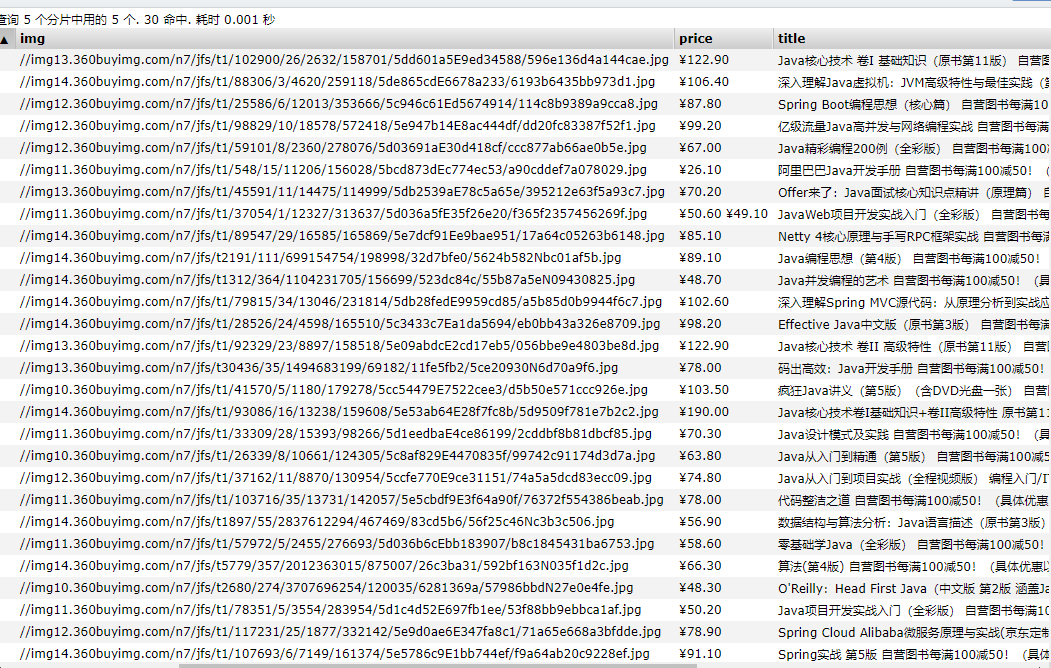 查询 5 个分片中用的 5 个. 30 命中. 耗时 0.001 秒
▲ img price title
//img13.360buyimg.com/n7/jfs/t1/102900/26/2632/158701/5dd601a5E9ed34588/596e136d4a144cae.jpg ¥122.90 Java核心技术 卷I 基础知识（原书第11版） 自营图
//img14.360buyimg.com/n7/jfs/t1/88306/3/4620/259118/5de865cdE6678a233/6193b6435bb973d1.jpg ¥106.40 深入理解Java虚拟机：JVM高级特性与最佳实践（第
//img12.360buyimg.com/n7/jfs/t1/25586/6/12013/353666/5c946c61Ed5674914/114c8b9389a9cca8.jpg ¥87.80 Spring Boot编程思想（核心篇） 自营图书每满10
//img12.360buyimg.com/n7/jfs/t1/98829/10/18578/572418/5e947b14E8ac444df/dd20fc83387f52f1.jpg ¥99.20 亿级流量Java高并发与网络编程实战 自营图书每满
//img12.360buyimg.com/n7/jfs/t1/59101/8/2360/278076/5d03691aE30d418cf/ccc877ab66ae0b5e.jpg ¥67.00 Java精彩编程200例（全彩版） 自营图书每满100
//img11.360buyimg.com/n7/jfs/t1/548/15/11206/156028/5bcd873dEc774ec53/a90cddef7a078029.jpg ¥26.10 阿里巴巴Java开发手册 自营图书每满100减50！（
//img13.360buyimg.com/n7/jfs/t1/45591/11/14475/114999/5db2539aE78c5a65e/395212e63f5a93c7.jpg ¥70.20 Offer来了：Java面试核心知识点精讲（原理篇） 自
//img11.360buyimg.com/n7/jfs/t1/37054/1/12327/313637/5d036a5fE35f26e20/f365f2357456269f.jpg ¥50.60 ¥49.10 JavaWeb项目开发实战入门（全彩版） 自营图书每
//img14.360buyimg.com/n7/jfs/t1/89547/29/16585/165869/5e7dcf91Ee9bae951/17a64c05263b6148.jpg ¥85.10 Netty 4核心原理与手写RPC框架实战 自营图书每满
//img14.360buyimg.com/n7/jfs/t2191/111/699154754/198998/32d7bfe0/5624b582Nbc01af5b.jpg ¥89.10 Java编程思想（第4版） 自营图书每满100减50！
//img14.360buyimg.com/n7/jfs/t1312/364/1104231705/156699/523dc84c/55b87a5eN09430825.jpg ¥48.70 Java并发编程的艺术 自营图书每满100减50！（具
//img12.360buyimg.com/n7/jfs/t1/79815/34/13046/231814/5db28fedE9959cd85/a5b85d0b9944f6c7.jpg ¥102.60 深入理解Spring MVC源代码：从原理分析到实战应
//img13.360buyimg.com/n7/jfs/t1/28526/24/4598/165510/5c3433c7Ea1da5694/eb0bb43a326e8709.jpg ¥98.20 Effective Java中文版（原书第3版） 自营图书每满
//img11.360buyimg.com/n7/jfs/t1/92329/23/8897/158518/5e09abdcE2cd17eb5/056bbe9e4803be8d.jpg ¥122.90 Java核心技术 卷II 高级特性（原书第11版） 自营
//img13.360buyimg.com/n7/jfs/t30436/35/1494683199/69182/11fe5fb2/5ce20930N6d70a9f6.jpg ¥78.00 码出高效：Java开发手册 自营图书每满100减50！
//img10.360buyimg.com/n7/jfs/t1/41570/5/1180/179278/5cc54479E7522cee3/d5b50e571ccc926e.jpg ¥103.50 疯狂Java讲义（第5版）（含DVD光盘一张） 自营
//img14.360buyimg.com/n7/jfs/t1/93086/16/13238/159608/5e53ab64E28f7fc8b/5d9509f781e7b2c2.jpg ¥190.00 Java核心技术卷I基础知识+卷II高级特性 原书第11
//img11.360buyimg.com/n7/jfs/t1/33309/28/15393/98266/5d1eedbaE4ce86199/2cddbf8b81dbcf85.jpg ¥70.30 Java设计模式及实践 自营图书每满100减50！（具
//img10.360buyimg.com/n7/jfs/t1/26339/8/10661/124305/5c8af829E4470835f/99742c91174d3d7a.jpg ¥63.80 Java从入门到精通（第5版） 自营图书每满100减5
//img12.360buyimg.com/n7/jfs/t1/37162/11/8870/130954/5ccfe770E9ce31151/74a5a5dcd83ecc09.jpg ¥74.80 Java从入门到项目实战（全程视频版） 编程入门/I
//img11.360buyimg.com/n7/jfs/t1/103716/35/13731/142057/5e5cbdf9E3f64a90f/76372f554386beab.jpg ¥78.00 代码整洁之道 自营图书每满100减50！（具体优惠
//img14.360buyimg.com/n7/jfs/t1897/55/2837612294/467469/83cd5b6/56f25c46Nc3b3c506.jpg ¥56.90 数据结构与算法分析：Java语言描述（原书第3版）
//img11.360buyimg.com/n7/jfs/t1/57972/5/2455/276693/5d036b6cEbb183907/b8c1845431ba6753.jpg ¥58.60 零基础学Java（全彩版） 自营图书每满100减50！
//img14.360buyimg.com/n7/jfs/t5779/357/2012363015/875007/26c3ba31/592bf163N035f1d2c.jpg ¥66.30 算法(第4版) 自营图书每满100减50！（具体优惠以
//img10.360buyimg.com/n7/jfs/t2680/274/3707696254/120035/6281369a/57986bbdN27e0e4fe.jpg ¥48.30 O'Reilly：Head First Java（中文版 第2版 涵盖Ja
//img11.360buyimg.com/n7/jfs/t1/78351/5/3554/283954/5d1c4d52E697fb1ee/53f88bb9ebbca1af.jpg ¥50.20 Java项目开发实战入门（全彩版） 自营图书每满10
//img12.360buyimg.com/n7/jfs/t1/117231/25/1877/332142/5e9d0ae6E347fa8c1/71a65e668a3bfdde.jpg ¥78.90 Spring Cloud Alibaba微服务原理与实战(京东定制
//img14.360buyimg.com/n7/jfs/t1/107693/6/7149/161374/5e5786c9E1bb744ef/f9a64ab20c9228ef.jpg ¥91.10 Spring实战 第5版 自营图书每满100减50！（具体